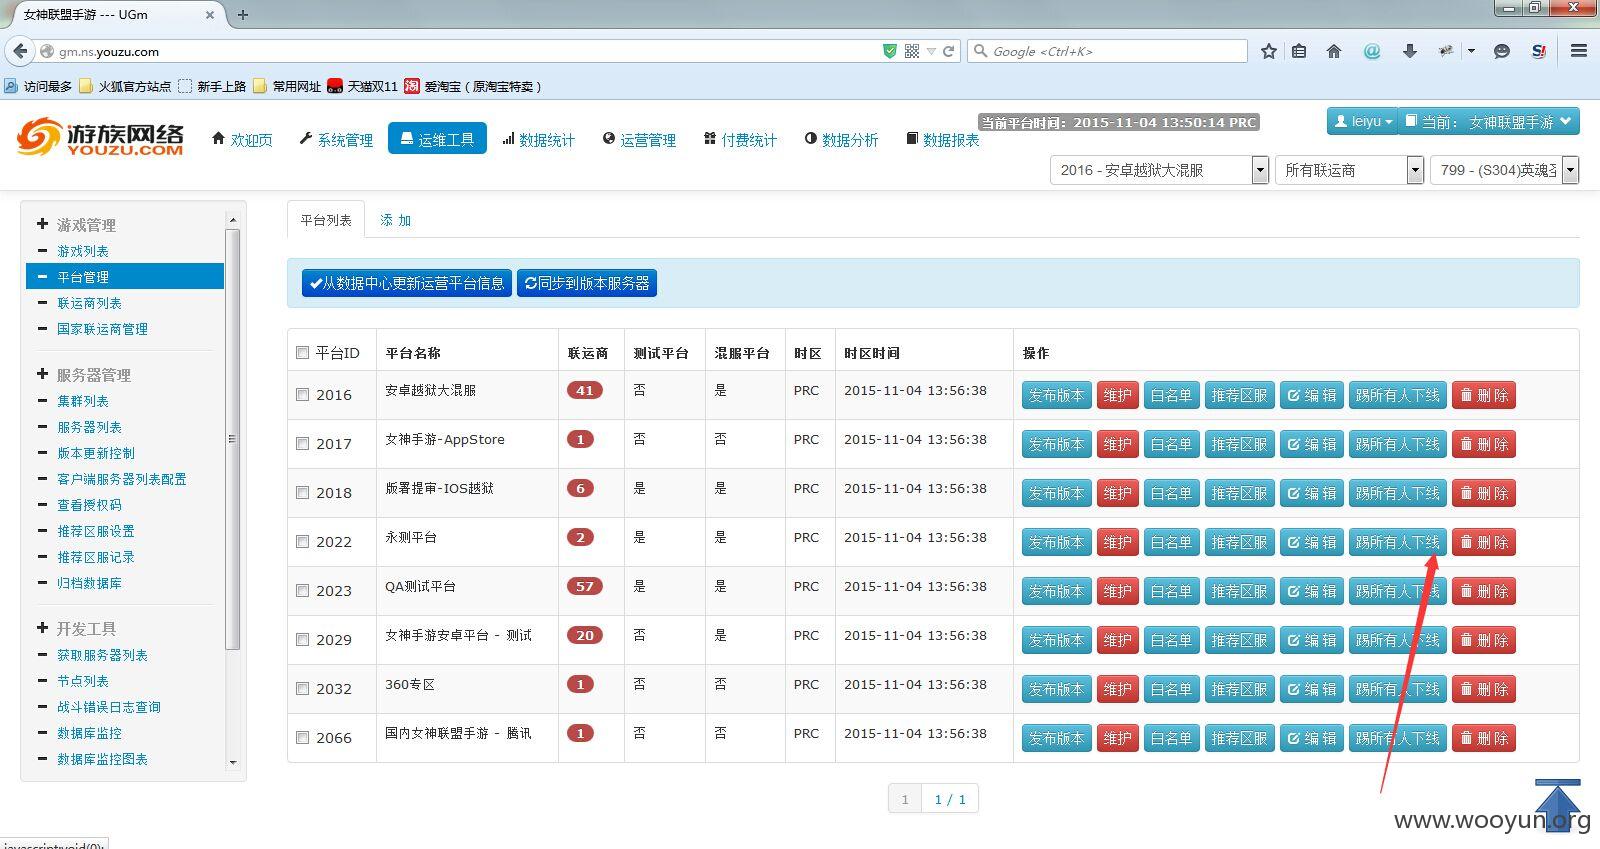 女神联盟手游 --- UGm
gm.ns.youzu.com
Google <Ctrl+K>
访问最多 火狐官方站点 新手上路 常用网址 天猫双11 爱淘宝（原淘宝特卖）
游族网络
YOUZU.COM
欢迎页 系统管理 运维工具 数据统计 运营管理 付费统计 数据分析 数据报表
当前平台时间：2015-11-04 13:50:14 PRC
leiyu 当前： 女神联盟手游
2016 - 安卓越狱大混服 所有联运商 799 - (S304)英魂
游戏管理
游戏列表
平台管理
联运商列表
国家联运商管理
服务器管理
集群列表
服务器列表
版本更新控制
客户端服务器列表配置
查看授权码
推荐区服设置
推荐区服记录
归档数据库
开发工具
获取服务器列表
节点列表
战斗错误日志查询
数据库监控
数据库监控图表
平台列表 添 加
从数据中心更新运营平台信息 同步到版本服务器
平台ID 平台名称 联运商 测试平台 混服平台 时区 时区时间 操作
2016 安卓越狱大混服 41 否 是 PRC 2015-11-04 13:56:38 发布版本 维护 白名单 推荐区服 编 辑 踢所有人下线 删 除
2017 女神手游-AppStore 1 否 否 PRC 2015-11-04 13:56:38 发布版本 维护 白名单 推荐区服 编 辑 踢所有人下线 删 除
2018 版署提审-IOS越狱 6 是 是 PRC 2015-11-04 13:56:38 发布版本 维护 白名单 推荐区服 编 辑 踢所有人下线 删 除
2022 永测平台 2 是 是 PRC 2015-11-04 13:56:38 发布版本 维护 白名单 推荐区服 编 辑 踢所有人下线 删 除
2023 QA测试平台 57 是 是 PRC 2015-11-04 13:56:38 发布版本 维护 白名单 推荐区服 编 辑 踢所有人下线 删 除
2029 女神手游安卓平台 - 测试 20 否 是 PRC 2015-11-04 13:56:38 发布版本 维护 白名单 推荐区服 编 辑 踢所有人下线 删 除
2032 360专区 1 否 否 PRC 2015-11-04 13:56:38 发布版本 维护 白名单 推荐区服 编 辑 踢所有人下线 删 除
2066 国内女神联盟手游 - 腾讯 1 否 否 PRC 2015-11-04 13:56:38 发布版本 维护 白名单 推荐区服 编 辑 踢所有人下线 删 除
1 1 / 1
www.wooyun.org